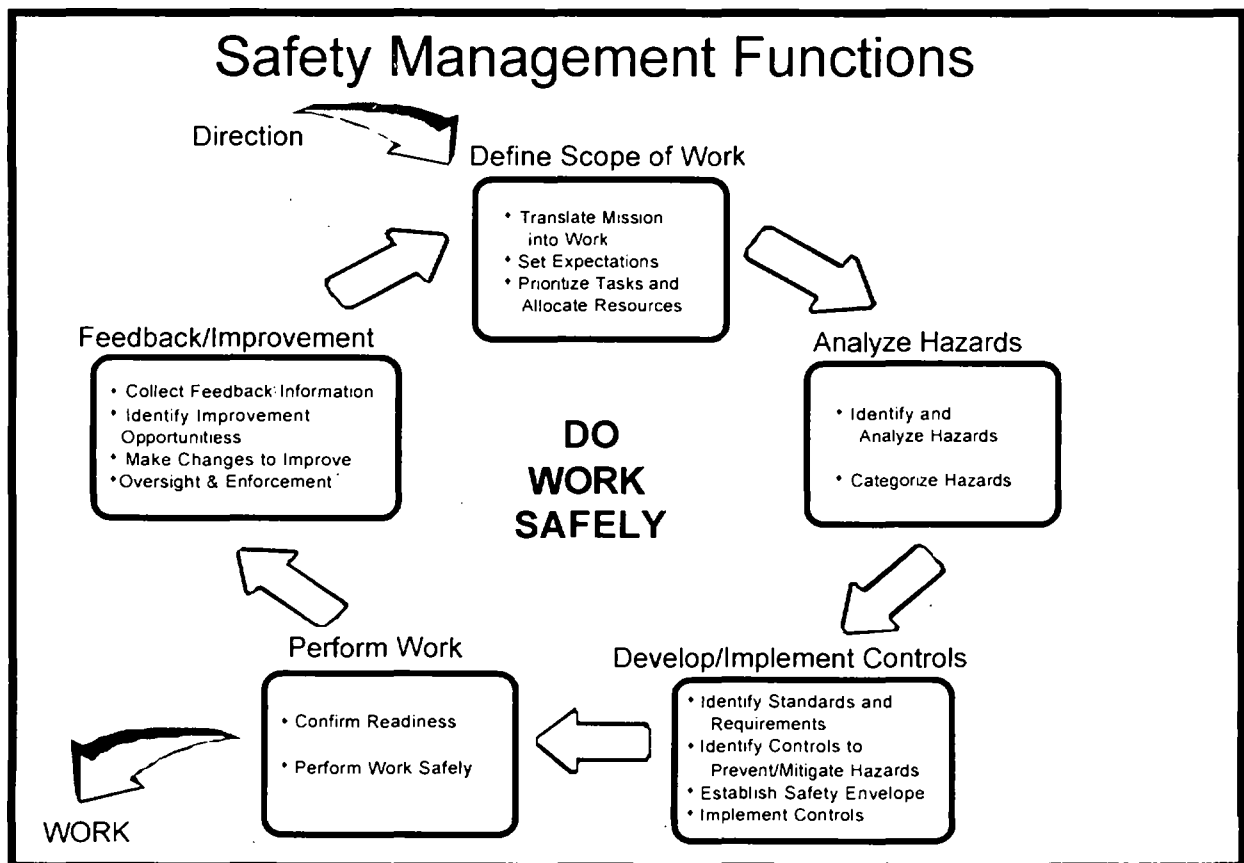 Safety Management Functions
Direction
Define Scope of Work
• Translate Mission
into Work
• Set Expectations
• Prioritize Tasks and
Allocate Resources
Analyze Hazards
• Identify and
Analyze Hazards
• Categorize Hazards
Develop/Implement Controls
• Identify Standards and
Requirements
• Identify Controls to
Prevent/Mitigate Hazards
• Establish Safety Envelope
• Implement Controls
Perform Work
• Confirm Readiness
• Perform Work Safely
WORK
Feedback/Improvement
• Collect Feedback Information
• Identify Improvement
Opportunitiess
• Make Changes to Improve
• Oversight & Enforcement
DO
WORK
SAFELY